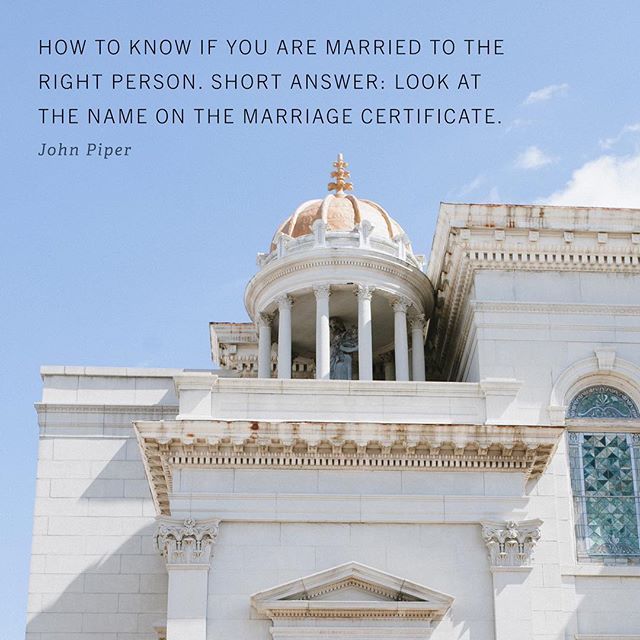 HOW TO KNOW IF YOU ARE MARRIED TO THE
RIGHT PERSON. SHORT ANSWER: LOOK AT
THE NAME ON THE MARRIAGE CERTIFICATE.
John Piper